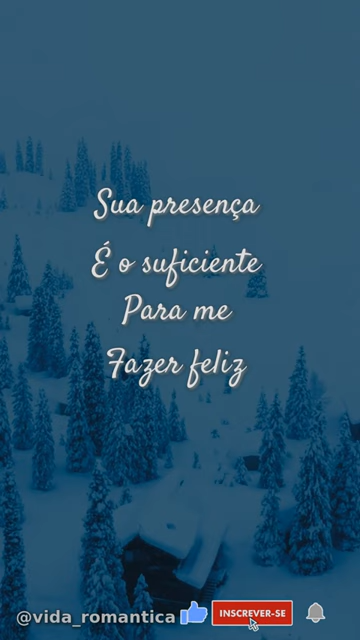 Sua presença
É o suficiente
Para me
Fazer feliz
@vida_romantica INSCREVER-SE